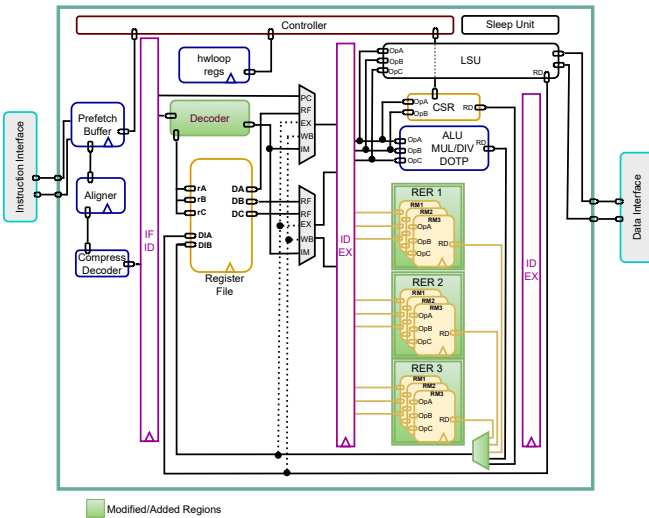 Controller
Sleep Unit
hwloop
regs
LSU
OpA
OpB
OpC
RD
Instruction Interface
Prefetch
Buffer
Decoder
PC
RF
EX
WB
IM
CSR
OpA
OpB
RD
ALU
MUL/DIV
DOTP
OpA
OpB
OpC
RD
Aligner
rA
rB
rC
DA
DB
DC
DIA
DIB
Register
File
RF
RF
EX
WB
IM
IF
ID
ID
EX
ID
EX
Data Interface
Compress
Decoder
RER 1
RM1
RM2
RM3
OpA
OpB
OpC
RD
RER 2
RM1
RM2
RM3
OpA
OpB
OpC
RD
RER 3
RM1
RM2
RM3
OpA
OpB
OpC
RD
Modified/Added Regions